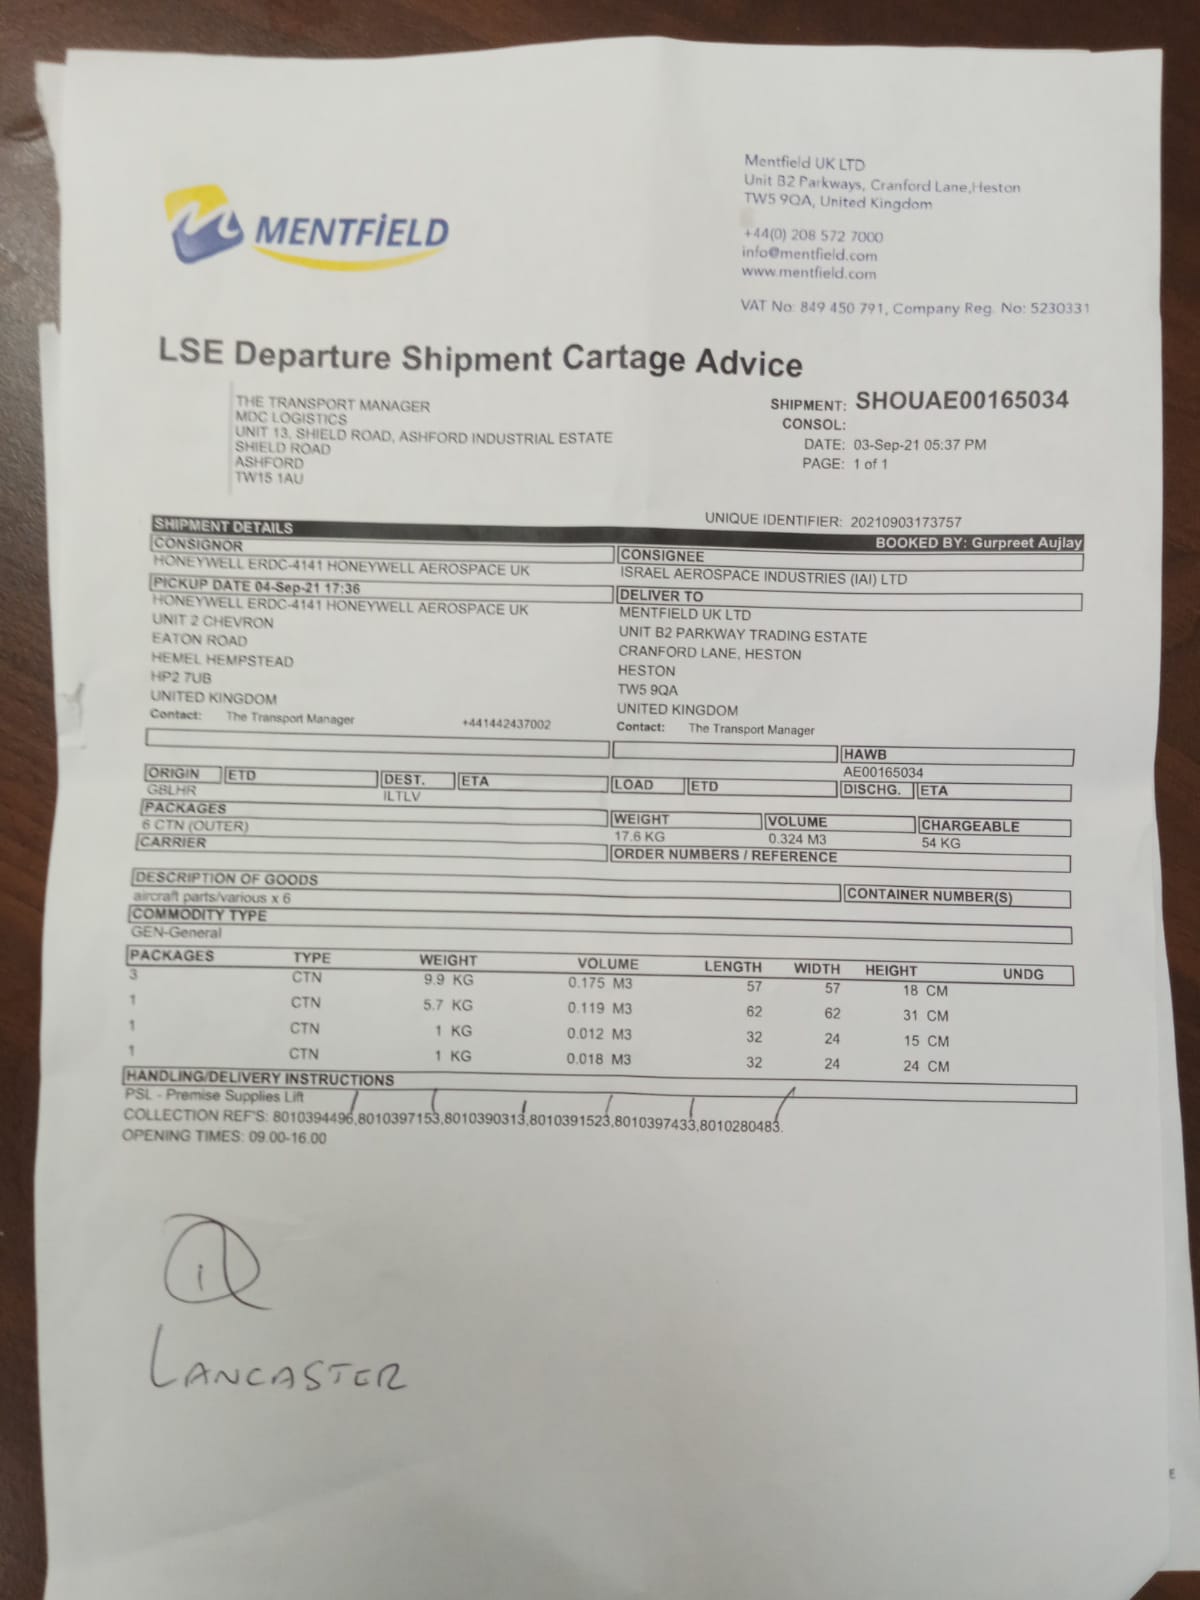 MENTFiELD
Mentfield UK LTD
Unit B2 Parkways, Cranford Lane,Heston
TW5 9QA, United Kingdom
+44(0) 208 572 7000
info@mentfield.com
www.mentfield.com
VAT No: 849 450 791, Company Reg. No: 5230331
LSE Departure Shipment Cartage Advice
THE TRANSPORT MANAGER
MDC LOGISTICS
UNIT 13, SHIELD ROAD, ASHFORD INDUSTRIAL ESTATE
SHIELD ROAD
ASHFORD
TW15 1AU
SHIPMENT: SHOUAE00165034
CONSOL:
DATE: 03-Sep-21 05:37 PM
PAGE: 1 of 1
UNIQUE IDENTIFIER: 20210903173757
SHIPMENT DETAILS BOOKED BY: Gurpreet Aujlay
CONSIGNOR
HONEYWELL ERDC-4141 HONEYWELL AEROSPACE UK
PICKUP DATE 04-Sep-21 17:36
HONEYWELL ERDC-4141 HONEYWELL AEROSPACE UK
UNIT 2 CHEVRON
EATON ROAD
HEMEL HEMPSTEAD
HP2 7UB
UNITED KINGDOM
Contact: The Transport Manager +441442437002
CONSIGNEE
ISRAEL AEROSPACE INDUSTRIES (IAI) LTD
DELIVER TO
MENTFIELD UK LTD
UNIT B2 PARKWAY TRADING ESTATE
CRANFORD LANE, HESTON
HESTON
TW5 9QA
UNITED KINGDOM
Contact: The Transport Manager
HAWB
AE00165034
ORIGIN ETD DEST. ETA LOAD ETD DISCHG. ETA
GBLHR ILTLV
PACKAGES WEIGHT VOLUME CHARGEABLE
6 CTN (OUTER) 17.6 KG 0.324 M3 54 KG
CARRIER ORDER NUMBERS / REFERENCE
DESCRIPTION OF GOODS CONTAINER NUMBER(S)
aircraft parts/various x 6
COMMODITY TYPE
GEN-General
PACKAGES TYPE WEIGHT VOLUME LENGTH WIDTH HEIGHT UNDG
3 CTN 9.9 KG 0.175 M3 57 57 18 CM
1 CTN 5.7 KG 0.119 M3 62 62 31 CM
1 CTN 1 KG 0.012 M3 32 24 15 CM
1 CTN 1 KG 0.018 M3 32 24 24 CM
HANDLING/DELIVERY INSTRUCTIONS
PSL - Premise Supplies Lift
COLLECTION REF'S: 8010394496,8010397153,8010390313,8010391523,8010397433,8010280483.
OPENING TIMES: 09.00-16.00
LANCASTER
E